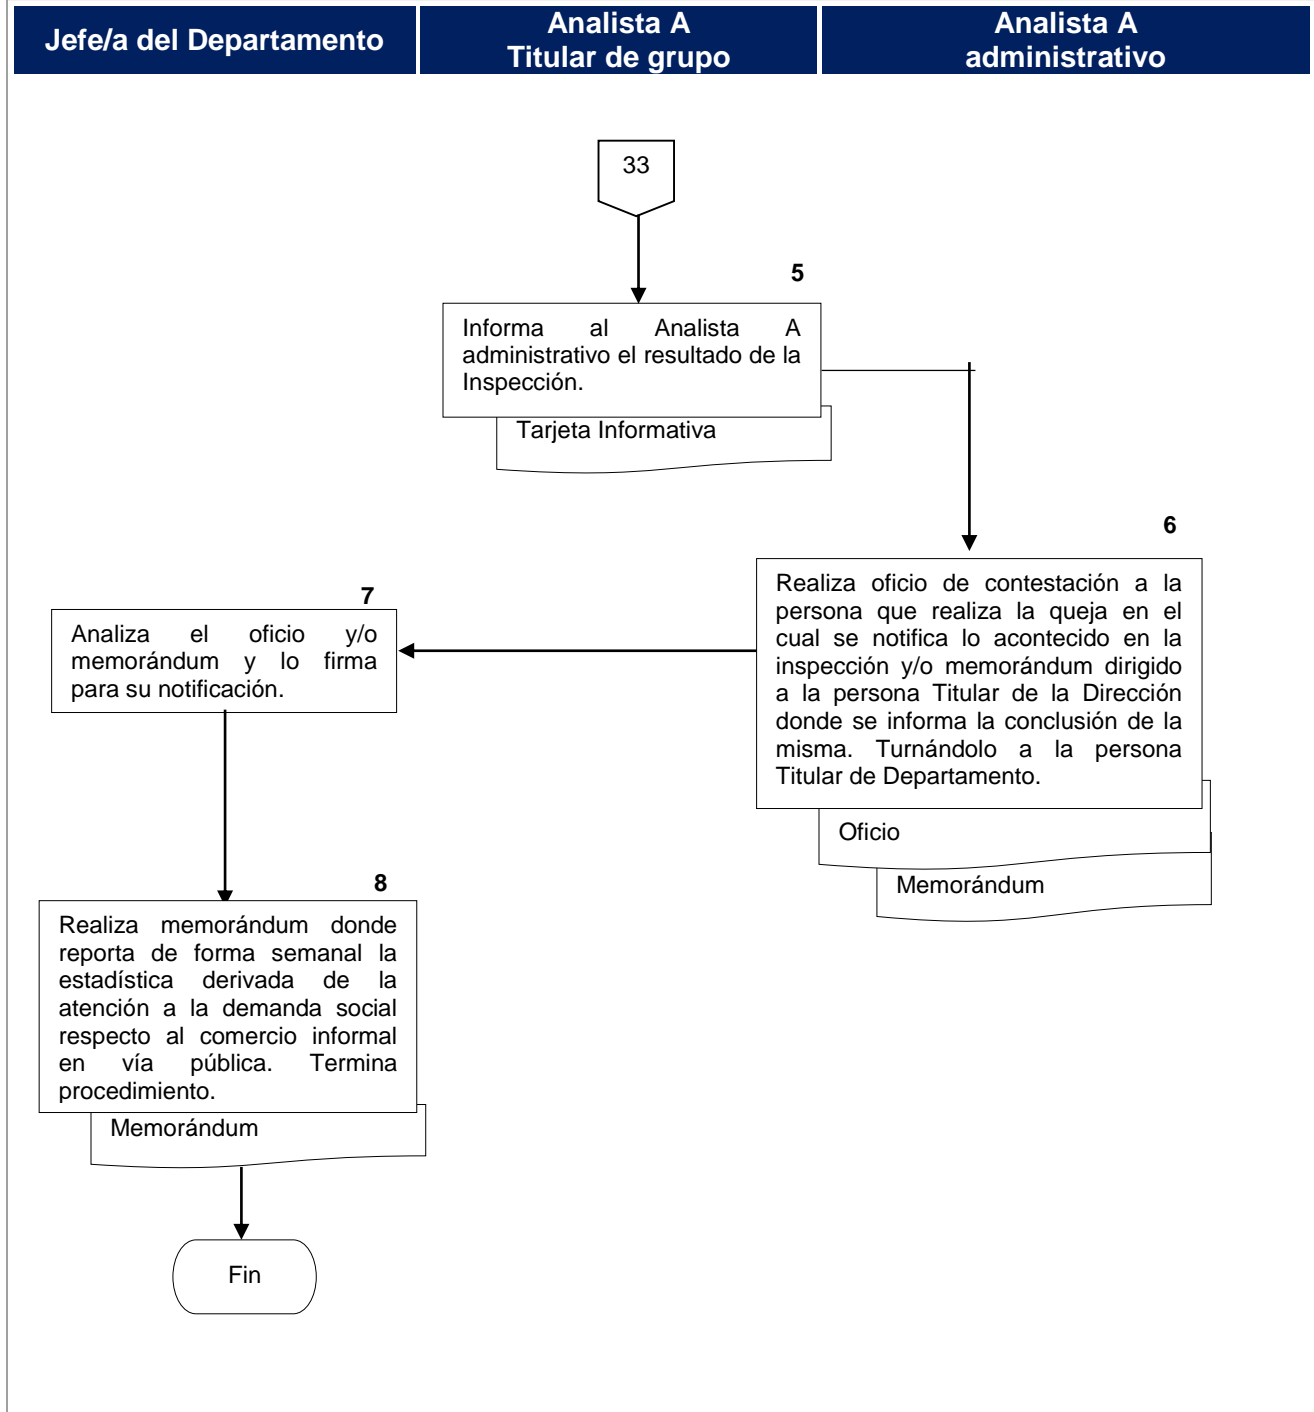 Jefe/a del Departamento
Analista A
Titular de grupo
Analista A
administrativo
33
5
Informa al Analista A
administrativo el resultado de la
Inspección.
Tarjeta Informativa
6
Realiza oficio de contestación a la
persona que realiza la queja en el
cual se notifica lo acontecido en la
inspección y/o memorándum dirigido
a la persona Titular de la Dirección
donde se informa la conclusión de la
misma. Turnándolo a la persona
Titular de Departamento.
Oficio
Memorándum
7
Analiza el oficio y/o
memorándum y lo firma
para su notificación.
8
Realiza memorándum donde
reporta de forma semanal la
estadística derivada de la
atención a la demanda social
respecto al comercio informal
en vía pública. Termina
procedimiento.
Memorándum
Fin